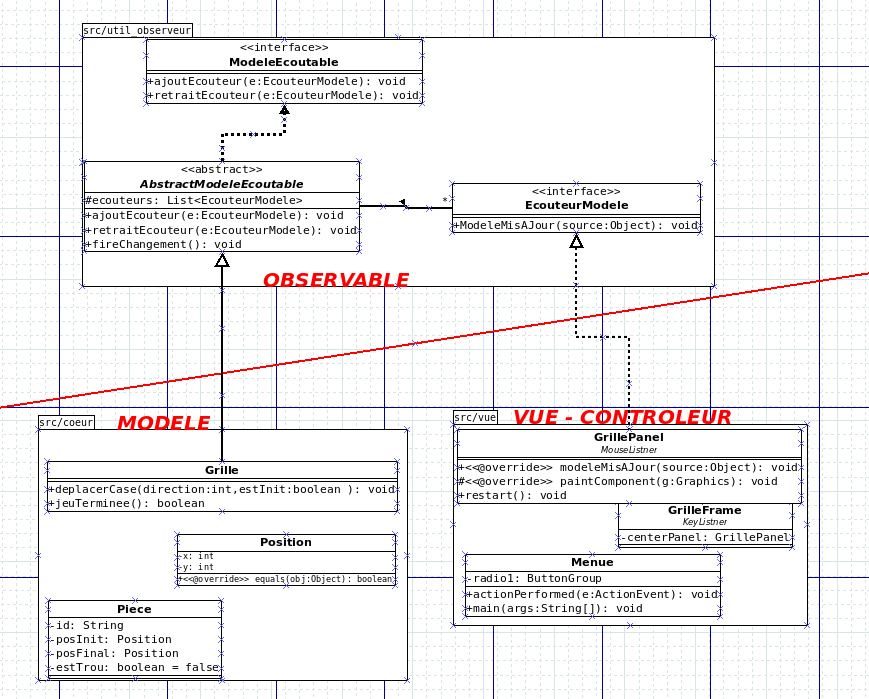 src/util_observeur
<<interface>>
ModeleEcoutable
+ajoutEcouteur(e:EcouteurModele): void
+retraitEcouteur(e:EcouteurModele): void
<<abstract>>
AbstractModeleEcoutable
#ecouteurs: List<EcouteurModele>
+ajoutEcouteur(e:EcouteurModele): void
+retraitEcouteur(e:EcouteurModele): void
+fireChangement(): void
*
<<interface>>
EcouteurModele
+ModeleMisAJour(source:Object): void
OBSERVABLE
src/coeur
MODELE
Grille
+deplacerCase(direction:int,estInit:boolean ): void
+jeuTerminee(): boolean
Position
-x: int
-y: int
+<<@override>> equals(obj:Object): boolean
Piece
-id: String
-posInit: Position
-posFinal: Position
-estTrou: boolean = false
src/vue
VUE - CONTROLEUR
GrillePanel
MouseListner
+<<@override>> modeleMisAJour(source:Object): void
#<<@override>> paintComponent(g:Graphics): void
+restart(): void
GrilleFrame
KeyListner
-centerPanel: GrillePanel
Menue
-radio1: ButtonGroup
+actionPerformed(e:ActionEvent): void
+main(args:String[]): void